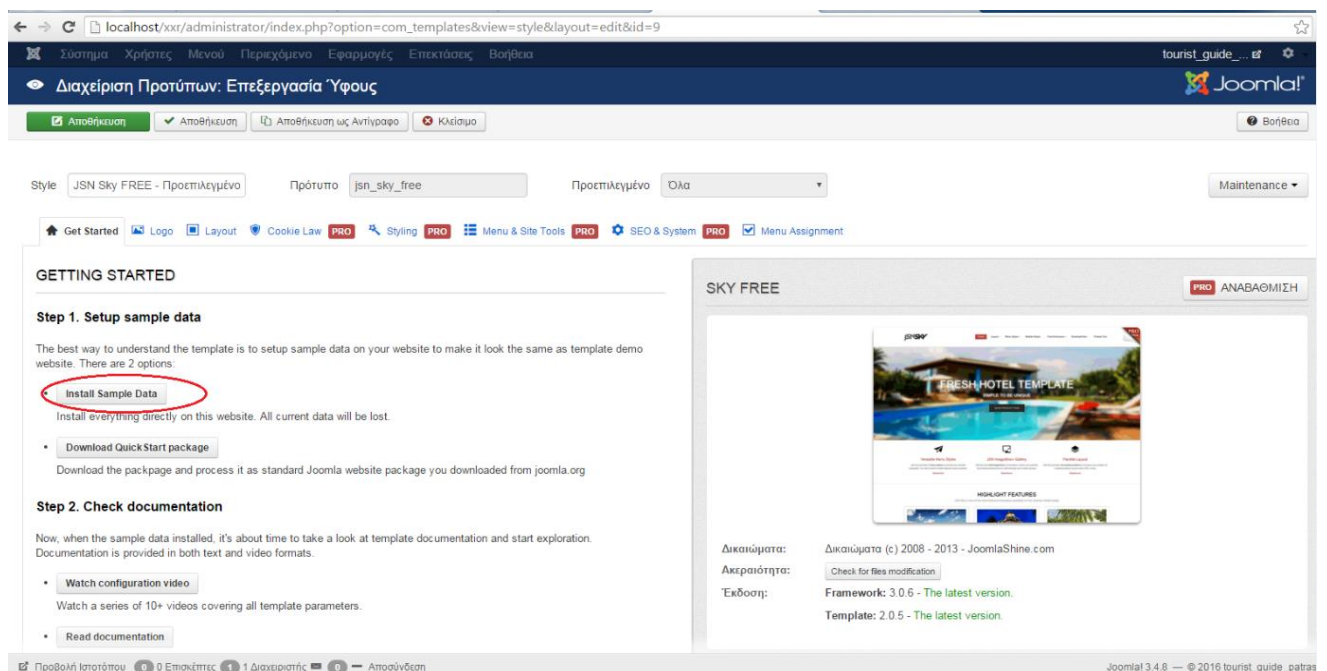 localhost/xxr/administrator/index.php?option=com_templates&view=style&layout=edit&id=9
Σύστημα Χρήστες Μενού Περιεχόμενο Εφαρμογές Επεκτάσεις Βοήθεια tourist_guide_...
Διαχείριση Προτύπων: Επεξεργασία Ύφους Joomla!
Αποθήκευση Αποθήκευση Αποθήκευση ως Αντίγραφο Κλείσιμο Βοήθεια
Style JSN Sky FREE - Προεπιλεγμένο Πρότυπο jsn_sky_free Προεπιλεγμένο Όλα Maintenance
Get Started Logo Layout Cookie Law PRO Styling PRO Menu & Site Tools PRO SEO & System PRO Menu Assignment
GETTING STARTED
Step 1. Setup sample data
The best way to understand the template is to setup sample data on your website to make it look the same as template demo
website. There are 2 options:
• Install Sample Data
Install everything directly on this website. All current data will be lost.
• Download QuickStart package
Download the packpage and process it as standard Joomla website package you downloaded from joomla.org
Step 2. Check documentation
Now, when the sample data installed, it's about time to take a look at template documentation and start exploration.
Documentation is provided in both text and video formats.
• Watch configuration video
Watch a series of 10+ videos covering all template parameters.
• Read documentation
SKY FREE PRO ΑΝΑΒΑΘΜΙΣΗ
FRESH HOTEL TEMPLATE
HIGHLIGHT FEATURES
Δικαιώματα: Δικαιώματα (c) 2008 - 2013 - JoomlaShine.com
Ακεραιότητα: Check for files modification
Έκδοση: Framework: 3.0.6 - The latest version.
Template: 2.0.5 - The latest version.
Προβολή Ιστοτόπου 0 0 Επισκέπτες 1 1 Διαχειριστής 0 Αποσύνδεση Joomla! 3.4.8 — © 2016 tourist_guide_patras